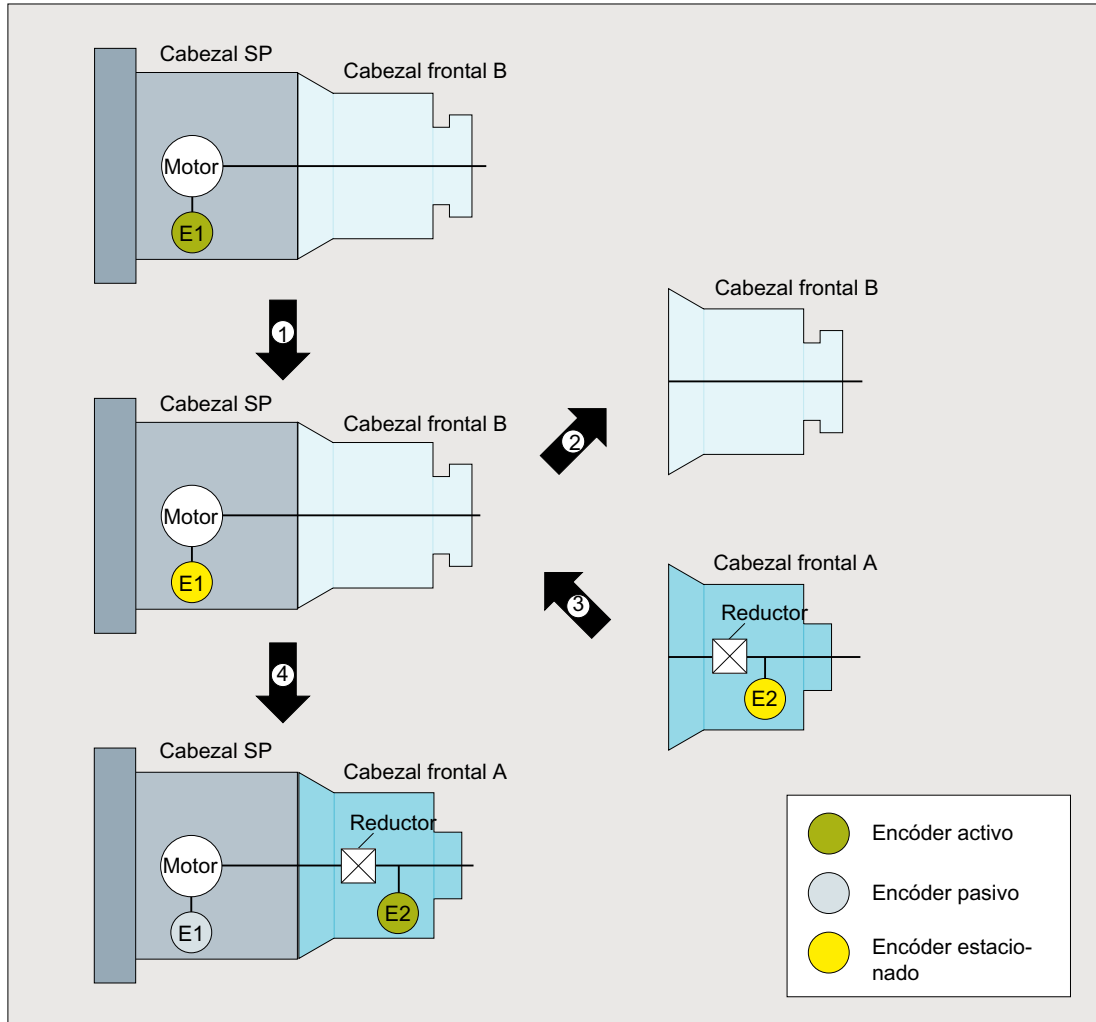 Cabezal SP
Cabezal frontal B
Motor
E1
1
Cabezal frontal B
Cabezal SP
Cabezal frontal B
2
Motor
E1
Cabezal frontal A
3
Reductor
E2
4
Cabezal SP
Cabezal frontal A
Reductor
Motor
E1
E2
Encóder activo
Encóder pasivo
Encóder estacio-
nado